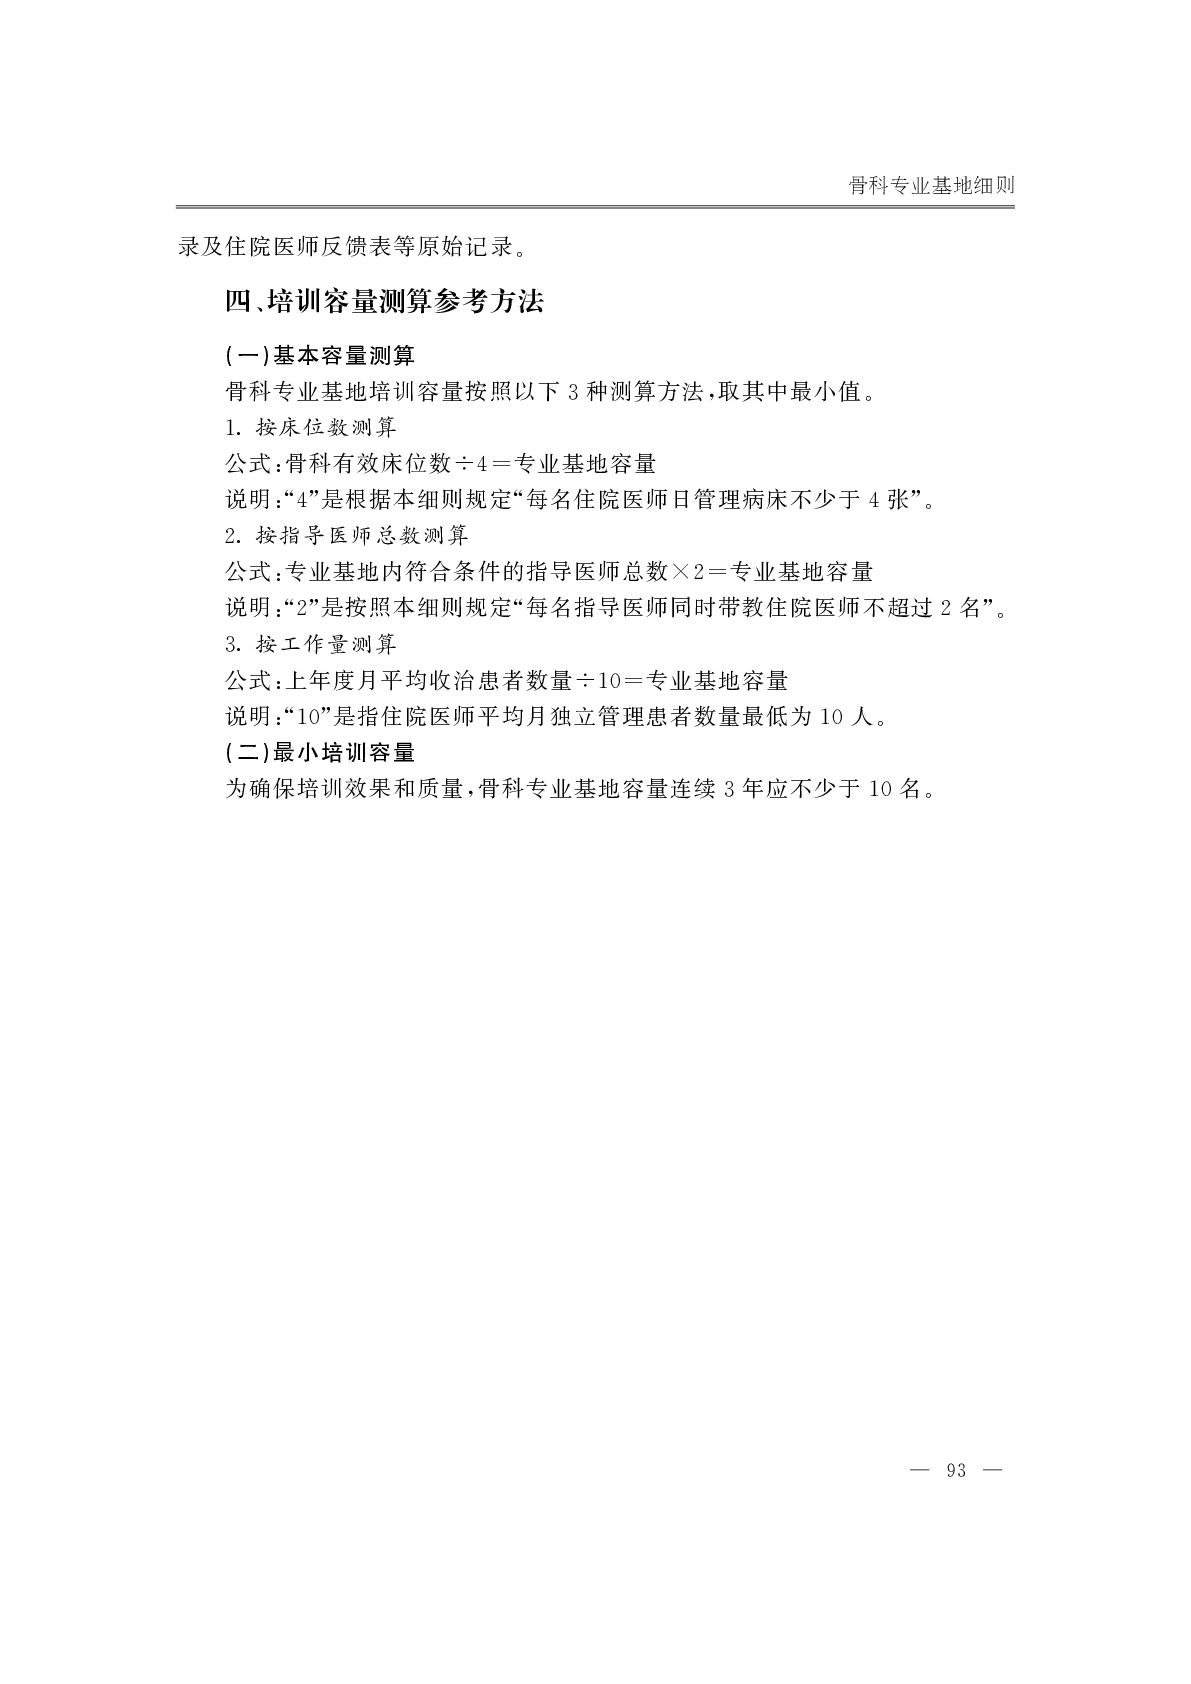 骨科专业基地细则
录及住院医师反馈表等原始记录。
四、培训容量测算参考方法
(一)基本容量测算
骨科专业基地培训容量按照以下 3 种测算方法,取其中最小值。
1. 按床位数测算
公式:骨科有效床位数÷4=专业基地容量
说明:“4”是根据本细则规定“每名住院医师日管理病床不少于 4 张”。
2. 按指导医师总数测算
公式:专业基地内符合条件的指导医师总数×2=专业基地容量
说明:“2”是按照本细则规定“每名指导医师同时带教住院医师不超过 2 名”。
3. 按工作量测算
公式:上年度月平均收治患者数量÷10=专业基地容量
说明:“10”是指住院医师平均月独立管理患者数量最低为 10 人。
(二)最小培训容量
为确保培训效果和质量,骨科专业基地容量连续 3 年应不少于 10 名。
— 93 —